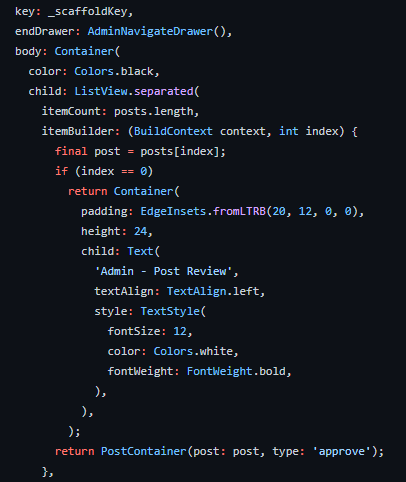 key: _scaffoldKey,
endDrawer: AdminNavigateDrawer(),
body: Container(
color: Colors.black,
child: ListView.separated(
itemCount: posts.length,
itemBuilder: (BuildContext context, int index) {
final post = posts[index];
if (index == 0)
return Container(
padding: EdgeInsets.fromLTRB(20, 12, 0, 0),
height: 24,
child: Text(
'Admin - Post Review',
textAlign: TextAlign.left,
style: TextStyle(
fontSize: 12,
color: Colors.white,
fontWeight: FontWeight.bold,
),
),
);
return PostContainer(post: post, type: 'approve');
},